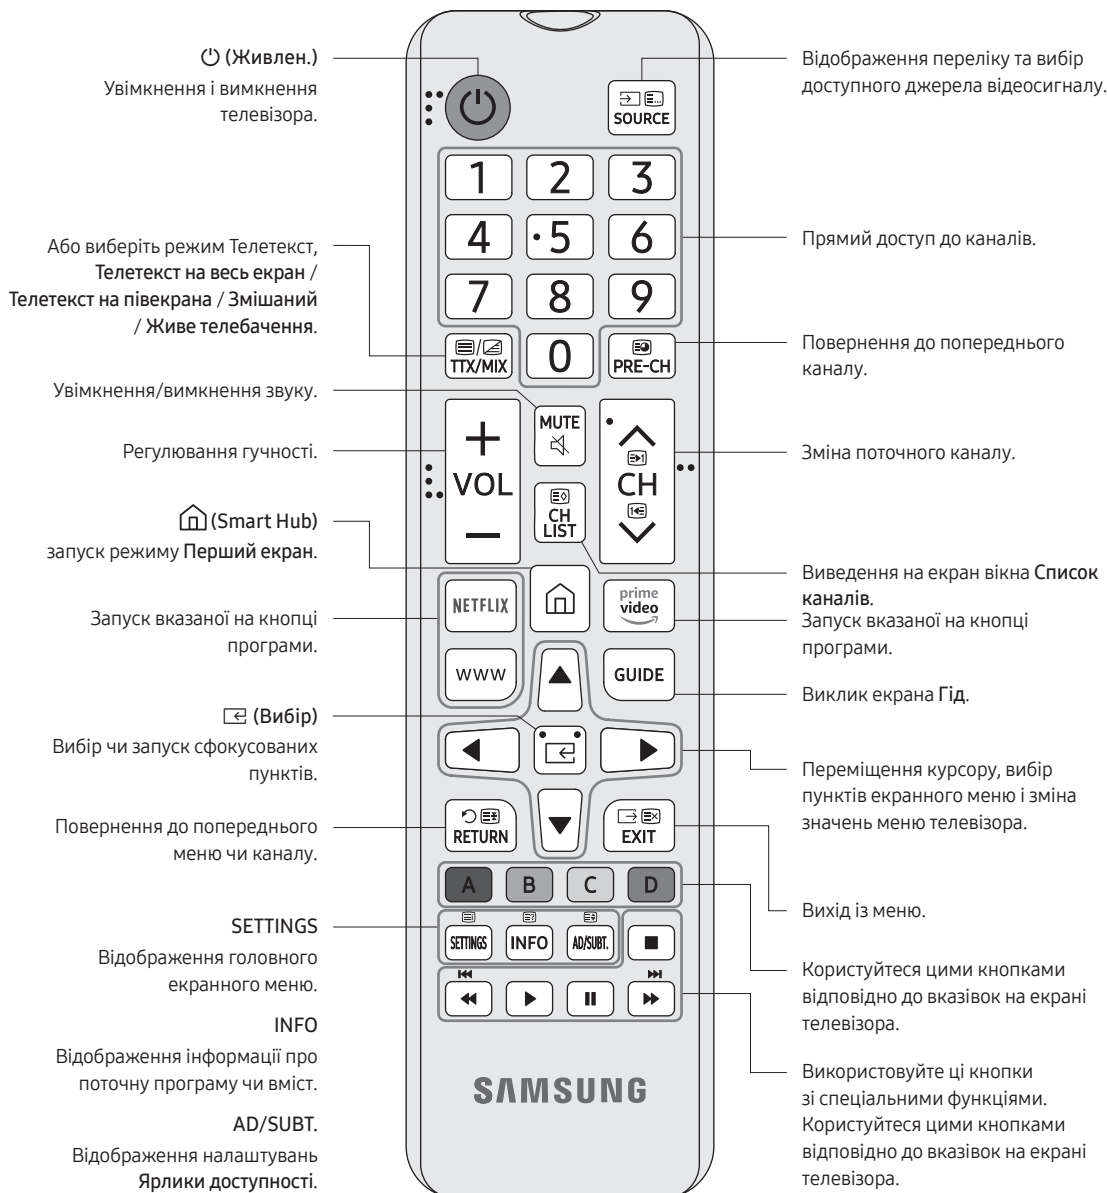 (Живлен.)
Увімкнення і вимкнення
телевізора.
Або виберіть режим Телетекст,
Телетекст на весь екран /
Телетекст на півекрана / Змішаний
/ Живе телебачення.
Увімкнення/вимкнення звуку.
Регулювання гучності.
(Smart Hub)
запуск режиму Перший екран.
Запуск вказаної на кнопці
програми.
(Вибір)
Вибір чи запуск сфокусованих
пунктів.
Повернення до попереднього
меню чи каналу.
SETTINGS
Відображення головного
екранного меню.
INFO
Відображення інформації про
поточну програму чи вміст.
AD/SUBT.
Відображення налаштувань
Ярлики доступності.
SOURCE
1 2 3
4 5 6
7 8 9
TTX/MIX 0 PRE-CH
MUTE
VOL
CH
CH
LIST
NETFLIX
prime
video
WWW
GUIDE
RETURN
EXIT
A B C D
SETTINGS INFO AD/SUBT.
SAMSUNG
Відображення переліку та вибір
доступного джерела відеосигналу.
Прямий доступ до каналів.
Повернення до попереднього
каналу.
Зміна поточного каналу.
Виведення на екран вікна Список
каналів.
Запуск вказаної на кнопці
програми.
Виклик екрана Гід.
Переміщення курсору, вибір
пунктів екранного меню і зміна
значень меню телевізора.
Вихід із меню.
Користуйтеся цими кнопками
відповідно до вказівок на екрані
телевізора.
Використовуйте ці кнопки
зі спеціальними функціями.
Користуйтеся цими кнопками
відповідно до вказівок на екрані
телевізора.